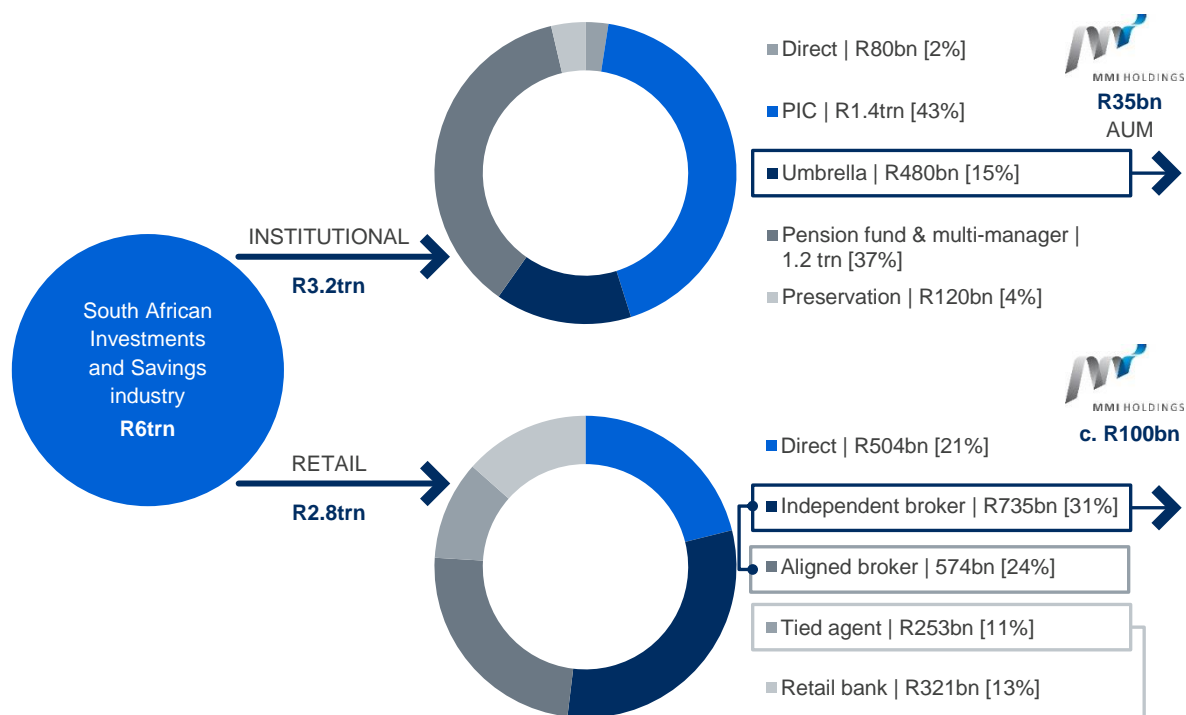 South African
Investments
and Savings
industry
R6trn
INSTITUTIONAL
R3.2trn
Direct | R80bn [2%]
PIC | R1.4trn [43%]
Umbrella | R480bn [15%]
Pension fund & multi-manager |
1.2 trn [37%]
Preservation | R120bn [4%]
MMI HOLDINGS
R35bn
AUM
RETAIL
R2.8trn
Direct | R504bn [21%]
Independent broker | R735bn [31%]
Aligned broker | 574bn [24%]
Tied agent | R253bn [11%]
Retail bank | R321bn [13%]
MMI HOLDINGS
c. R100bn